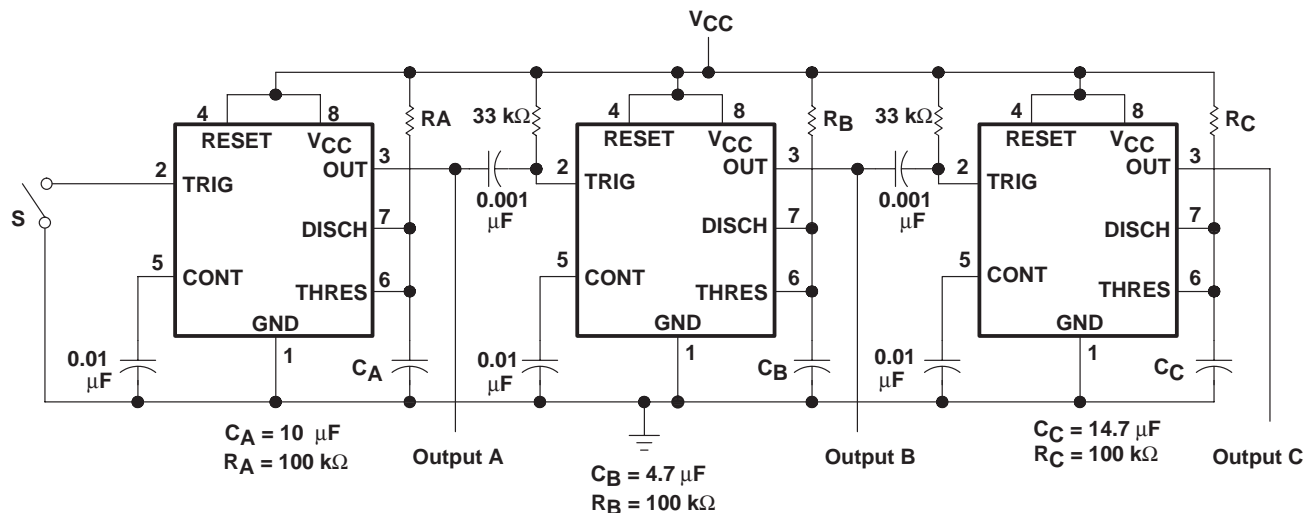 VCC
4
8
RESET
VCC
3
OUT
2
TRIG
S
DISCH
7
5
CONT
THRES
6
GND
1
0.01
μF
RA
CA
33 kΩ
0.001
μF
4
8
RESET
VCC
3
OUT
2
TRIG
DISCH
7
5
CONT
THRES
6
GND
1
0.01
μF
RB
CB
33 kΩ
0.001
μF
4
8
RESET
VCC
3
OUT
2
TRIG
DISCH
7
5
CONT
THRES
6
GND
1
0.01
μF
RC
CC
CA = 10 μF
RA = 100 kΩ
Output A
CB = 4.7 μF
RB = 100 kΩ
Output B
CC = 14.7 μF
RC = 100 kΩ
Output C